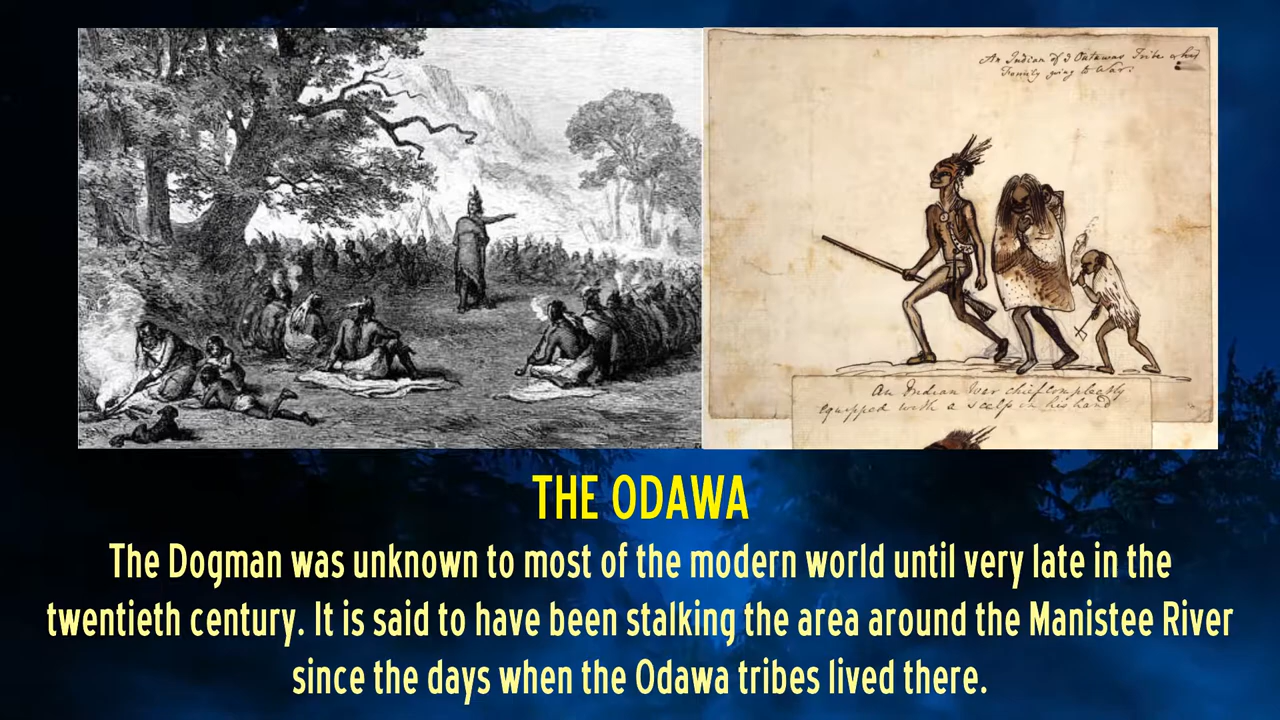 An Indian of ye Outawas Tribe & his
Family going to War.
An Indian Wer chief compleatly
equipped with a scelp in his hand
THE ODAWA
The Dogman was unknown to most of the modern world until very late in the
twentieth century. It is said to have been stalking the area around the Manistee River
since the days when the Odawa tribes lived there.